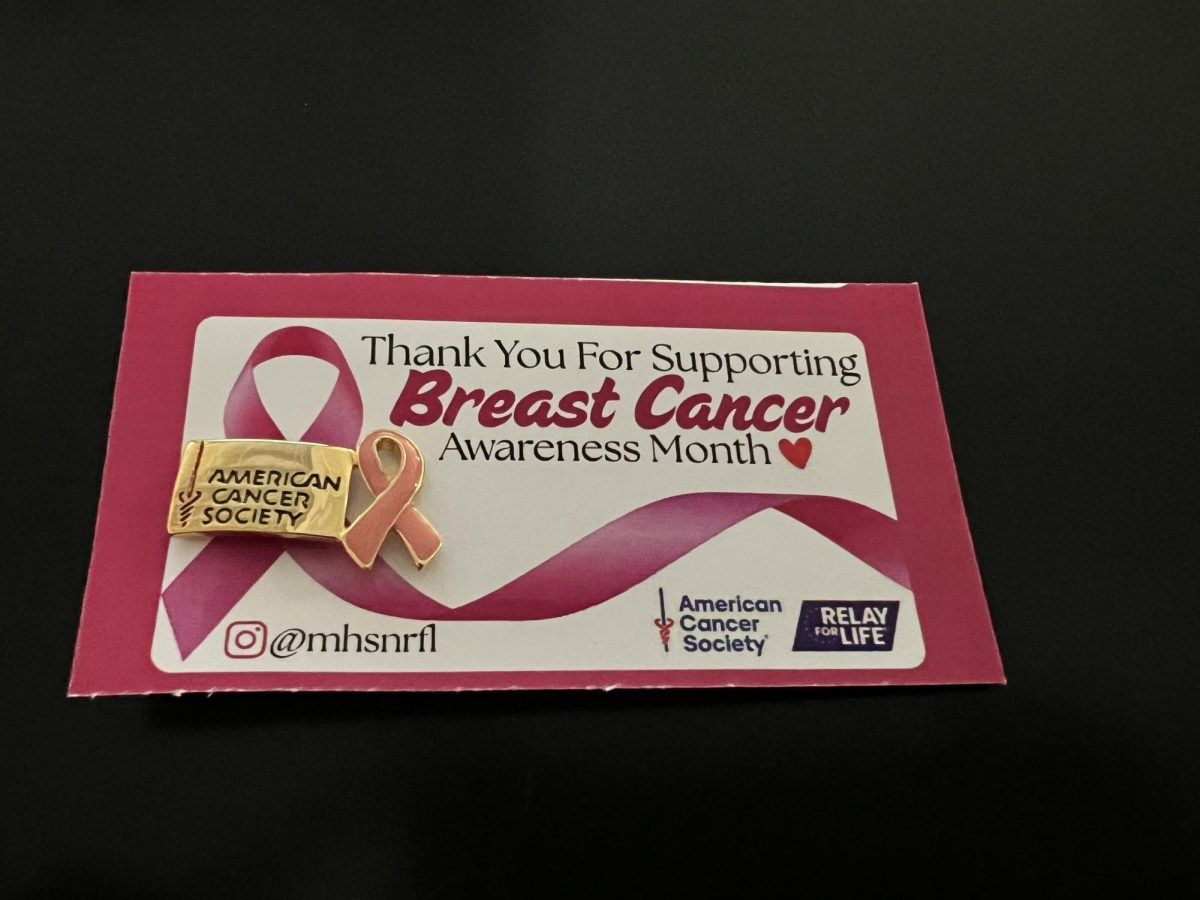 Thank You For Supporting
Breast Cancer
Awareness Month
AMERICAN
CANCER
SOCIETY
@mhsnrfl
American
Cancer
Society®
RELAY
FOR LIFE